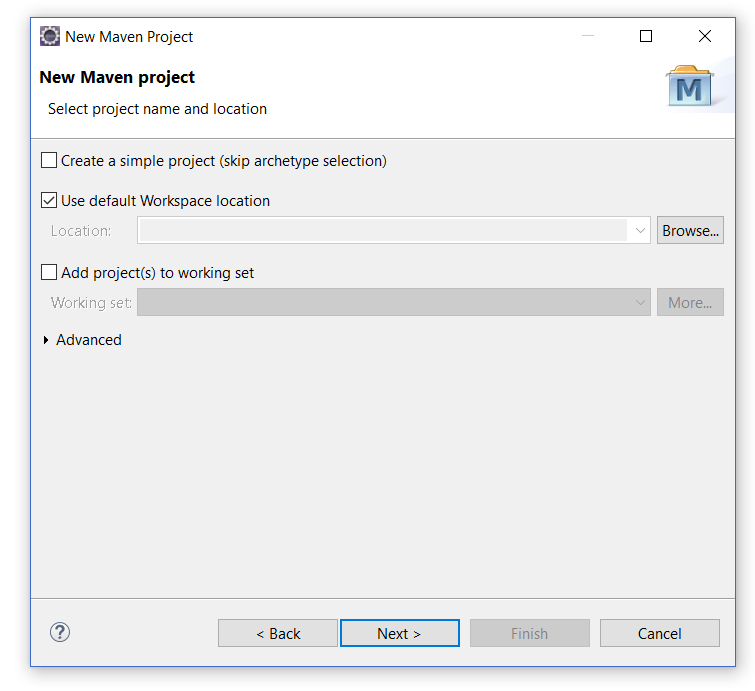 New Maven Project
New Maven project
M
Select project name and location
Create a simple project (skip archetype selection)
Use default Workspace location
Location:
Browse...
Add project(s) to working set
Working set:
More...
Advanced
?
< Back
Next >
Finish
Cancel